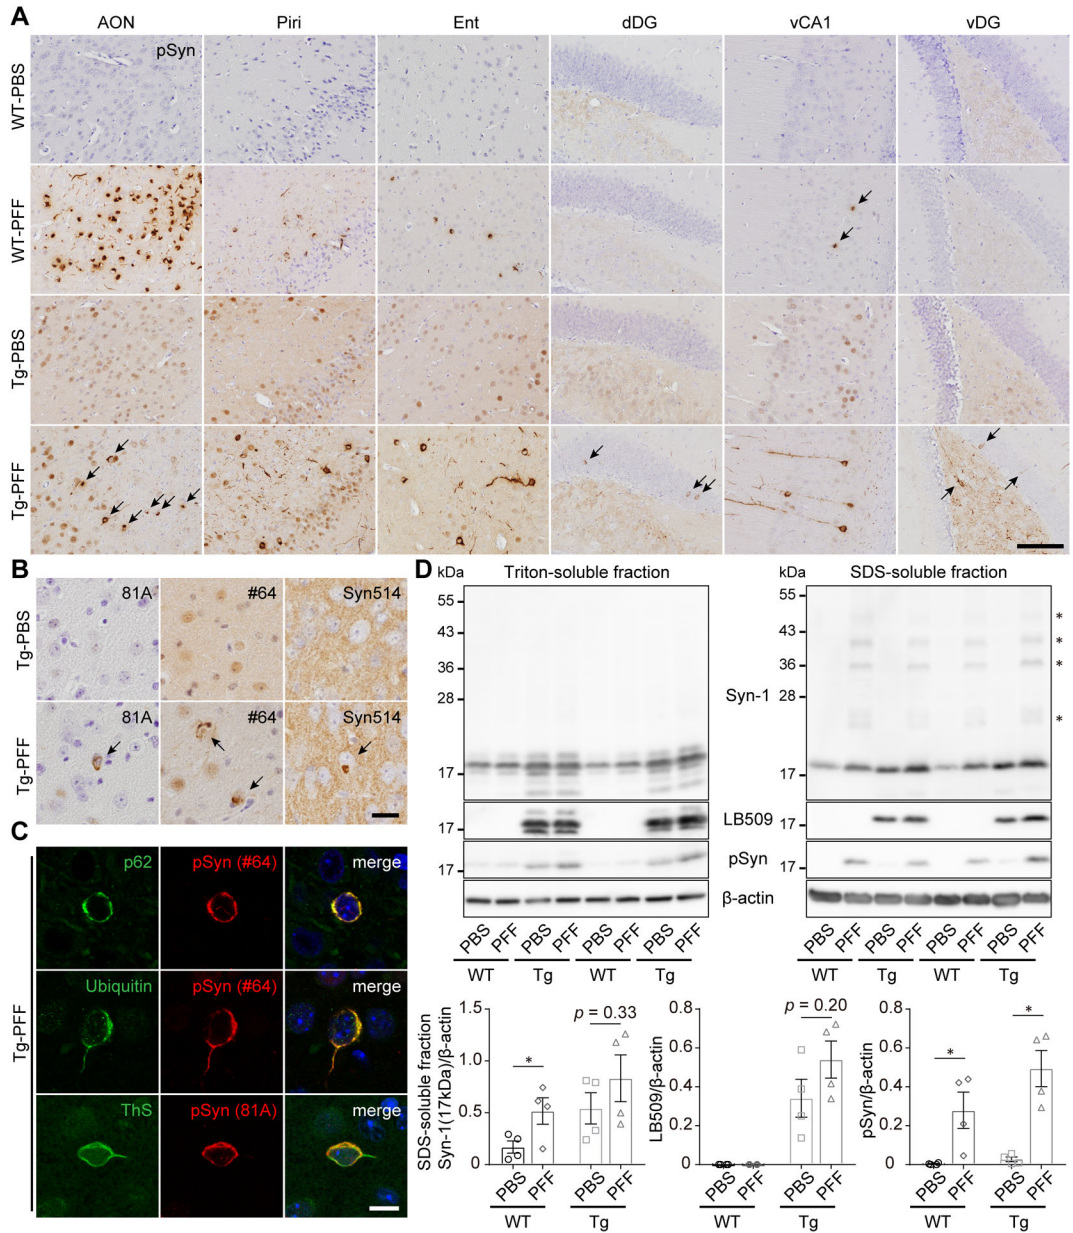 A
AON Piri Ent dDG vCA1 vDG
WT-PBS
pSyn
WT-PFF
Tg-PBS
Tg-PFF
B
Tg-PBS
81A #64 Syn514
Tg-PFF
81A #64 Syn514
C
Tg-PFF
p62 pSyn (#64) merge
Ubiquitin pSyn (#64) merge
ThS pSyn (81A) merge
D
kDa Triton-soluble fraction
55
43
36
28
17
17
17
kDa SDS-soluble fraction
55 *
43 *
36 *
28
*
17
17
17
Syn-1
LB509
pSyn
β-actin
PBS PFF PBS PFF PBS PFF PBS PFF
WT Tg WT Tg
PBS PFF PBS PFF PBS PFF PBS PFF
WT Tg WT Tg
SDS-soluble fraction
Syn-1(17kDa)/β-actin
1.5
1.0
0.5
0
*
p = 0.33
PBS PFF PBS PFF
WT Tg
LB509/β-actin
0.8
0.6
0.4
0.2
0
p = 0.20
PBS PFF PBS PFF
WT Tg
pSyn/β-actin
0.8
0.6
0.4
0.2
0
*
*
PBS PFF PBS PFF
WT Tg